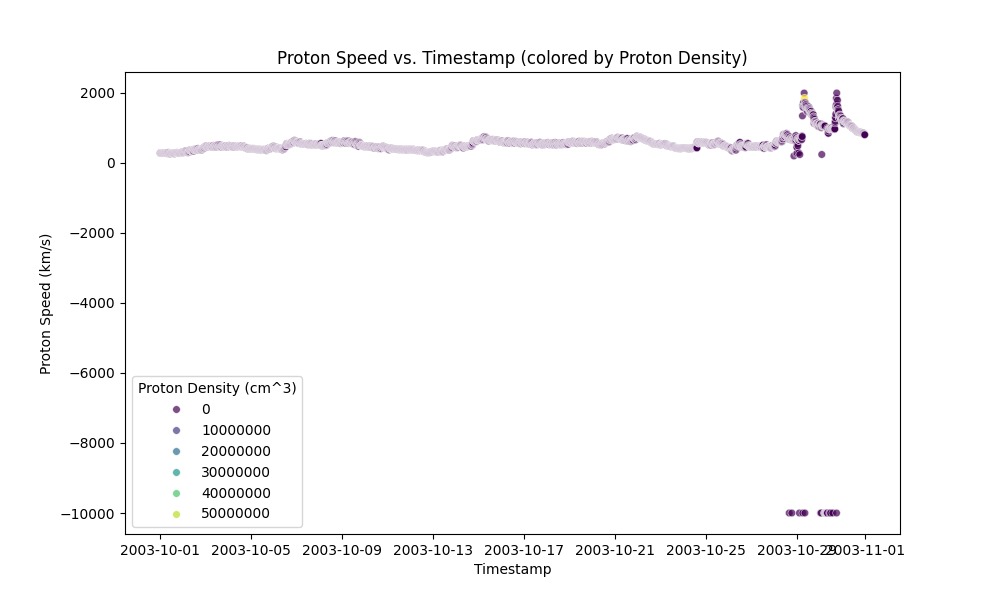 Proton Speed vs. Timestamp (colored by Proton Density)
Proton Speed (km/s)
2000
0
−2000
−4000
−6000
−8000
−10000
Proton Density (cm^3)
0
10000000
20000000
30000000
40000000
50000000
2003-10-01 2003-10-05 2003-10-09 2003-10-13 2003-10-17 2003-10-21 2003-10-25 2003-10-29 2003-11-01
Timestamp